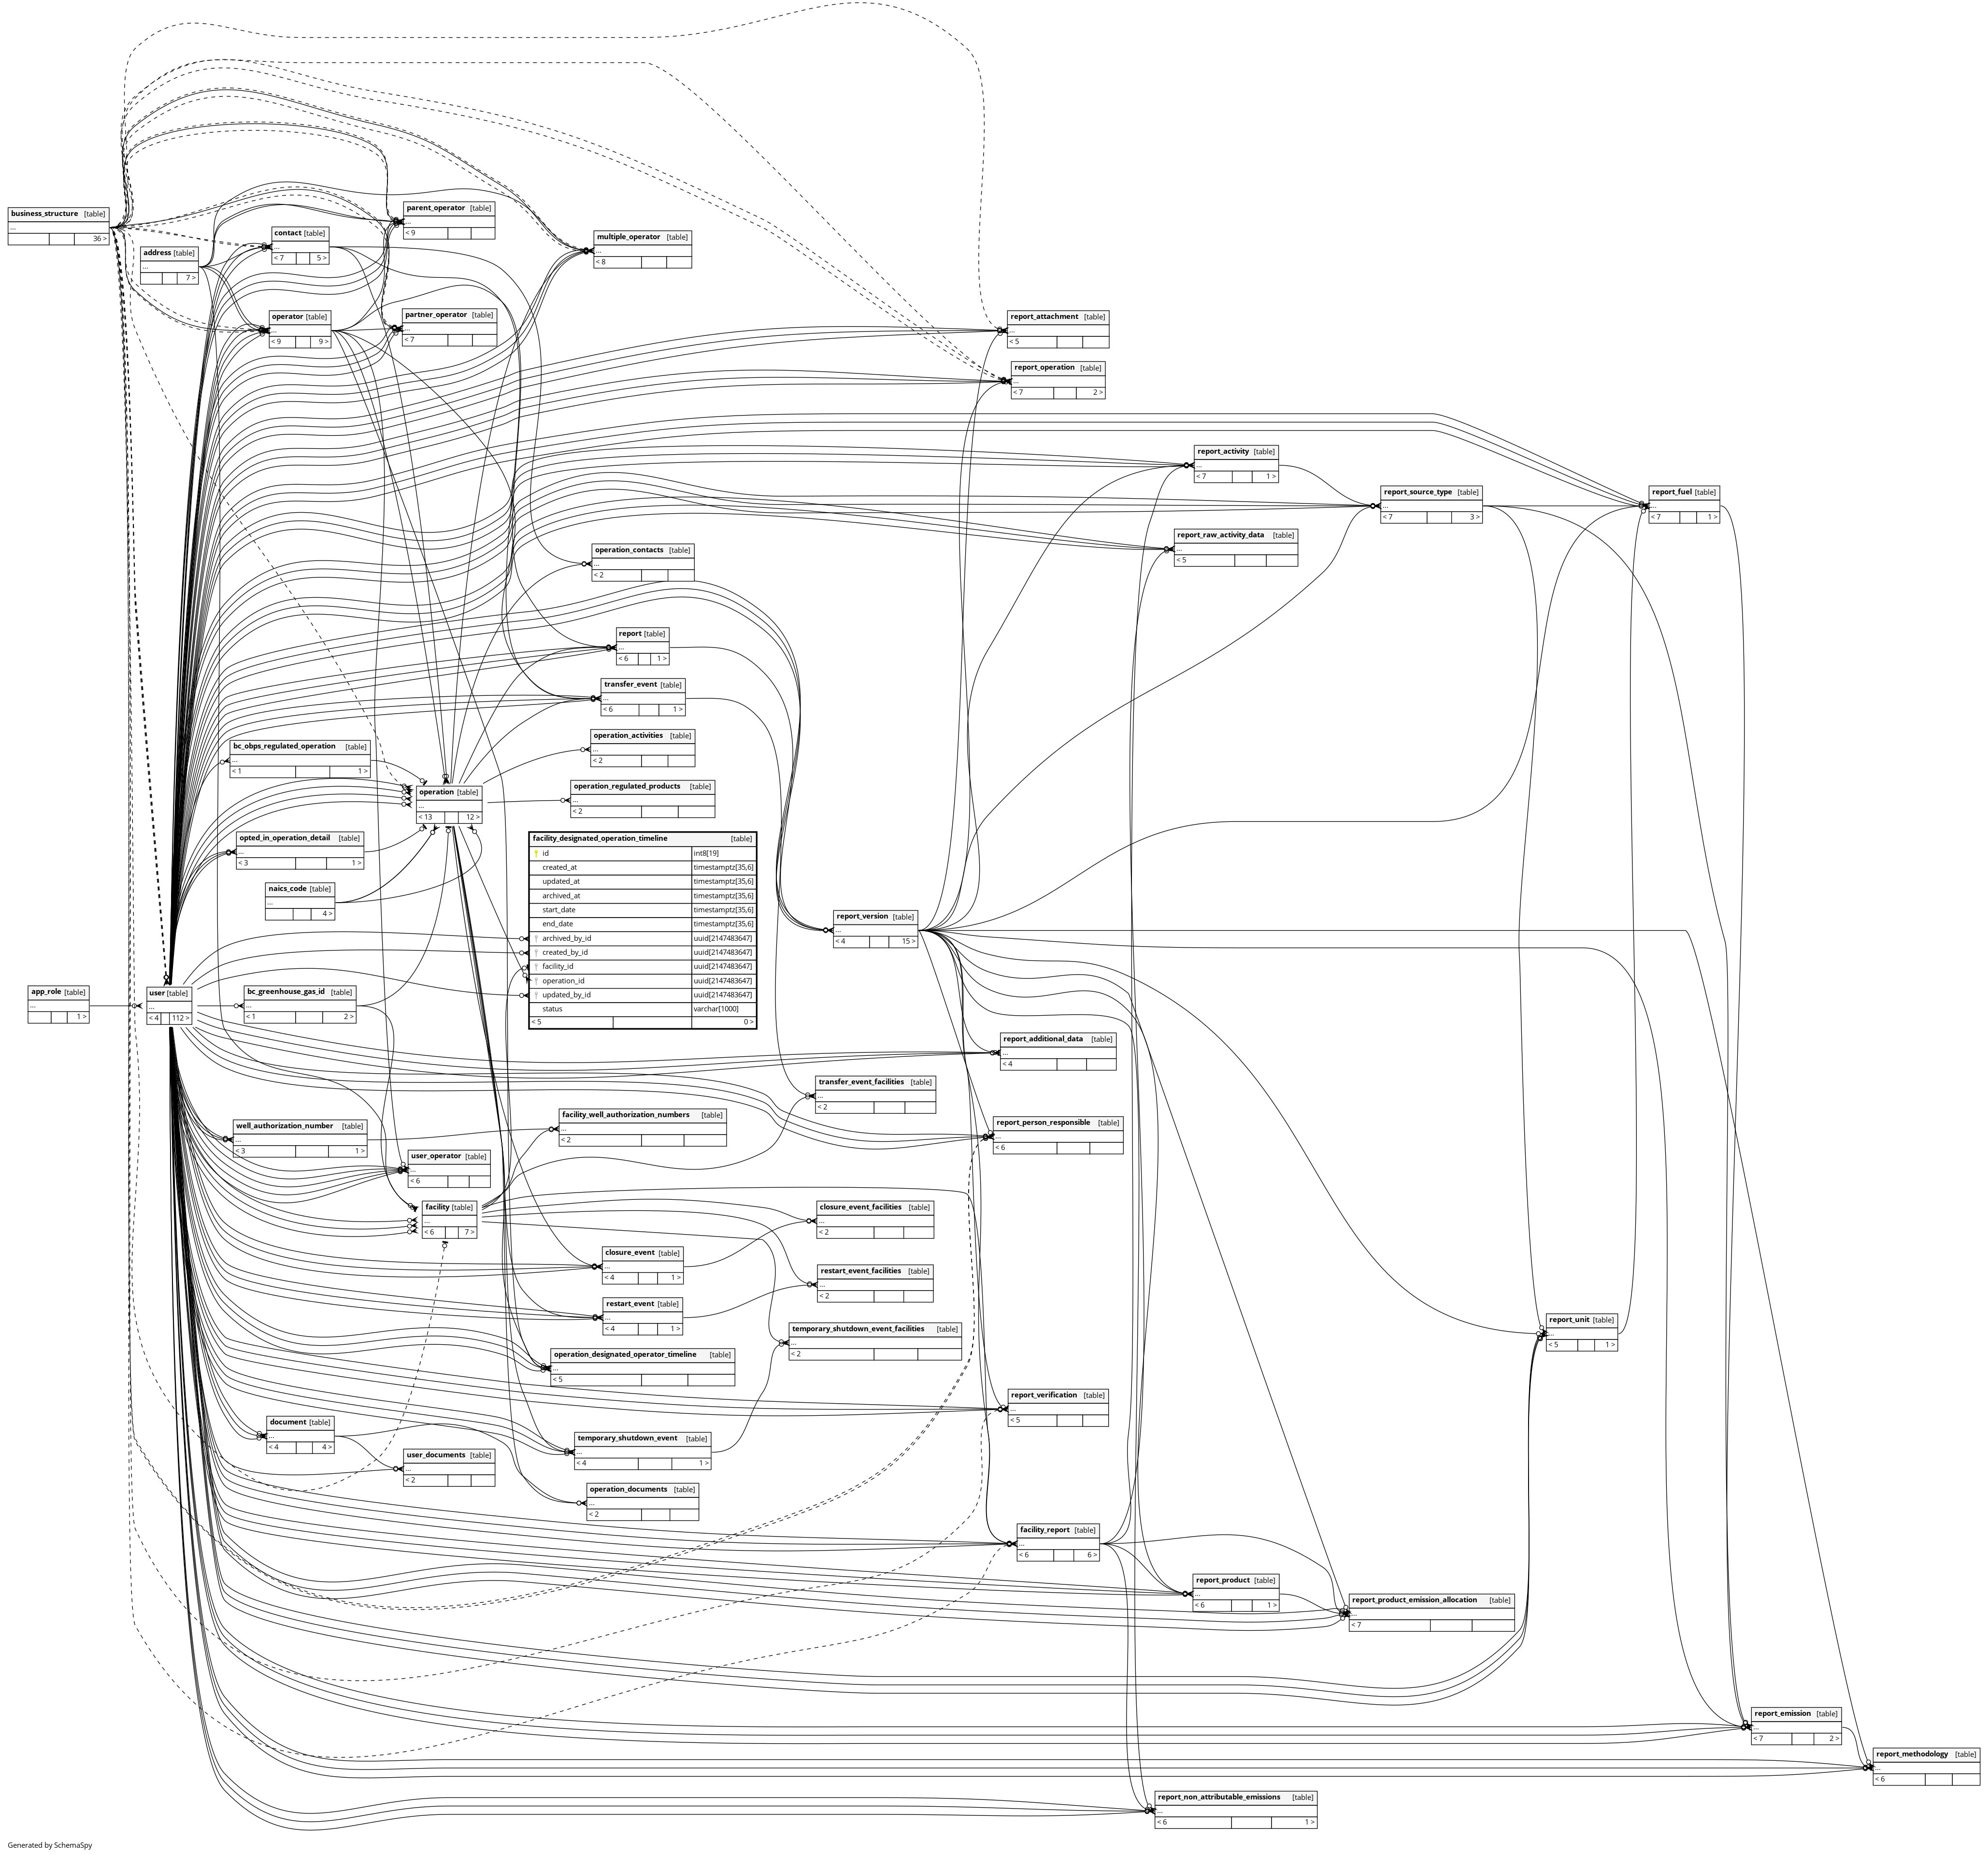 business_structure [table]
...
36 >
parent_operator [table]
...
< 9
contact [table]
...
< 7 5 >
multiple_operator [table]
...
< 8
address [table]
...
7 >
operator [table]
...
< 9 9 >
partner_operator [table]
...
< 7
report_attachment [table]
...
< 5
report_operation [table]
...
< 7 2 >
report_activity [table]
...
< 7 1 >
report_source_type [table]
...
< 7 3 >
report_fuel [table]
...
< 7 1 >
report_raw_activity_data [table]
...
< 5
operation_contacts [table]
...
< 2
report [table]
...
< 6 1 >
transfer_event [table]
...
< 6 1 >
operation_activities [table]
...
< 2
bc_obps_regulated_operation [table]
...
< 1 1 >
operation [table]
...
< 13 12 >
operation_regulated_products [table]
...
< 2
opted_in_operation_detail [table]
...
< 3 1 >
naics_code [table]
...
4 >
facility_designated_operation_timeline [table]
id int8[19]
created_at timestamptz[35,6]
updated_at timestamptz[35,6]
archived_at timestamptz[35,6]
start_date timestamptz[35,6]
end_date timestamptz[35,6]
archived_by_id uuid[2147483647]
created_by_id uuid[2147483647]
facility_id uuid[2147483647]
operation_id uuid[2147483647]
updated_by_id uuid[2147483647]
status varchar[1000]
< 5 0 >
report_version [table]
...
< 4 15 >
app_role [table]
...
1 >
user [table]
...
< 4 112 >
bc_greenhouse_gas_id [table]
...
< 1 2 >
report_additional_data [table]
...
< 4
transfer_event_facilities [table]
...
< 2
facility_well_authorization_numbers [table]
...
< 2
report_person_responsible [table]
...
< 6
well_authorization_number [table]
...
< 3 1 >
user_operator [table]
...
< 6
facility [table]
...
< 6 7 >
closure_event_facilities [table]
...
< 2
closure_event [table]
...
< 4 1 >
restart_event_facilities [table]
...
< 2
restart_event [table]
...
< 4 1 >
temporary_shutdown_event_facilities [table]
...
< 2
report_unit [table]
...
< 5 1 >
operation_designated_operator_timeline [table]
...
< 5
report_verification [table]
...
< 5
document [table]
...
< 4 4 >
temporary_shutdown_event [table]
...
< 4 1 >
user_documents [table]
...
< 2
operation_documents [table]
...
< 2
facility_report [table]
...
< 6 6 >
report_product [table]
...
< 6 1 >
report_product_emission_allocation [table]
...
< 7
report_emission [table]
...
< 7 2 >
report_methodology [table]
...
< 6
report_non_attributable_emissions [table]
...
< 6 1 >
Generated by SchemaSpy